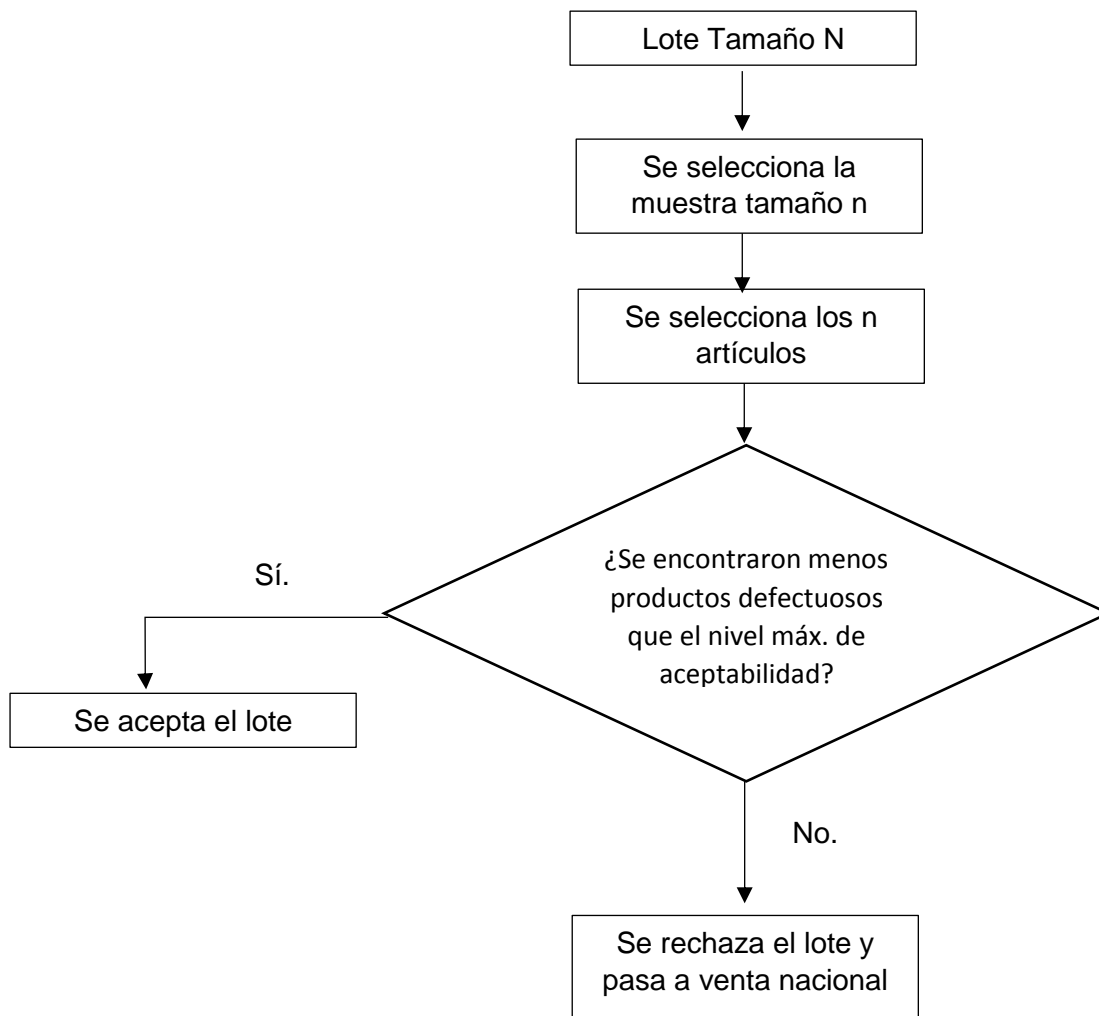 Lote Tamaño N
Se selecciona la
muestra tamaño n
Se selecciona los n
artículos
¿Se encontraron menos
productos defectuosos
que el nivel máx. de
aceptabilidad?
Sí.
Se acepta el lote
No.
Se rechaza el lote y
pasa a venta nacional